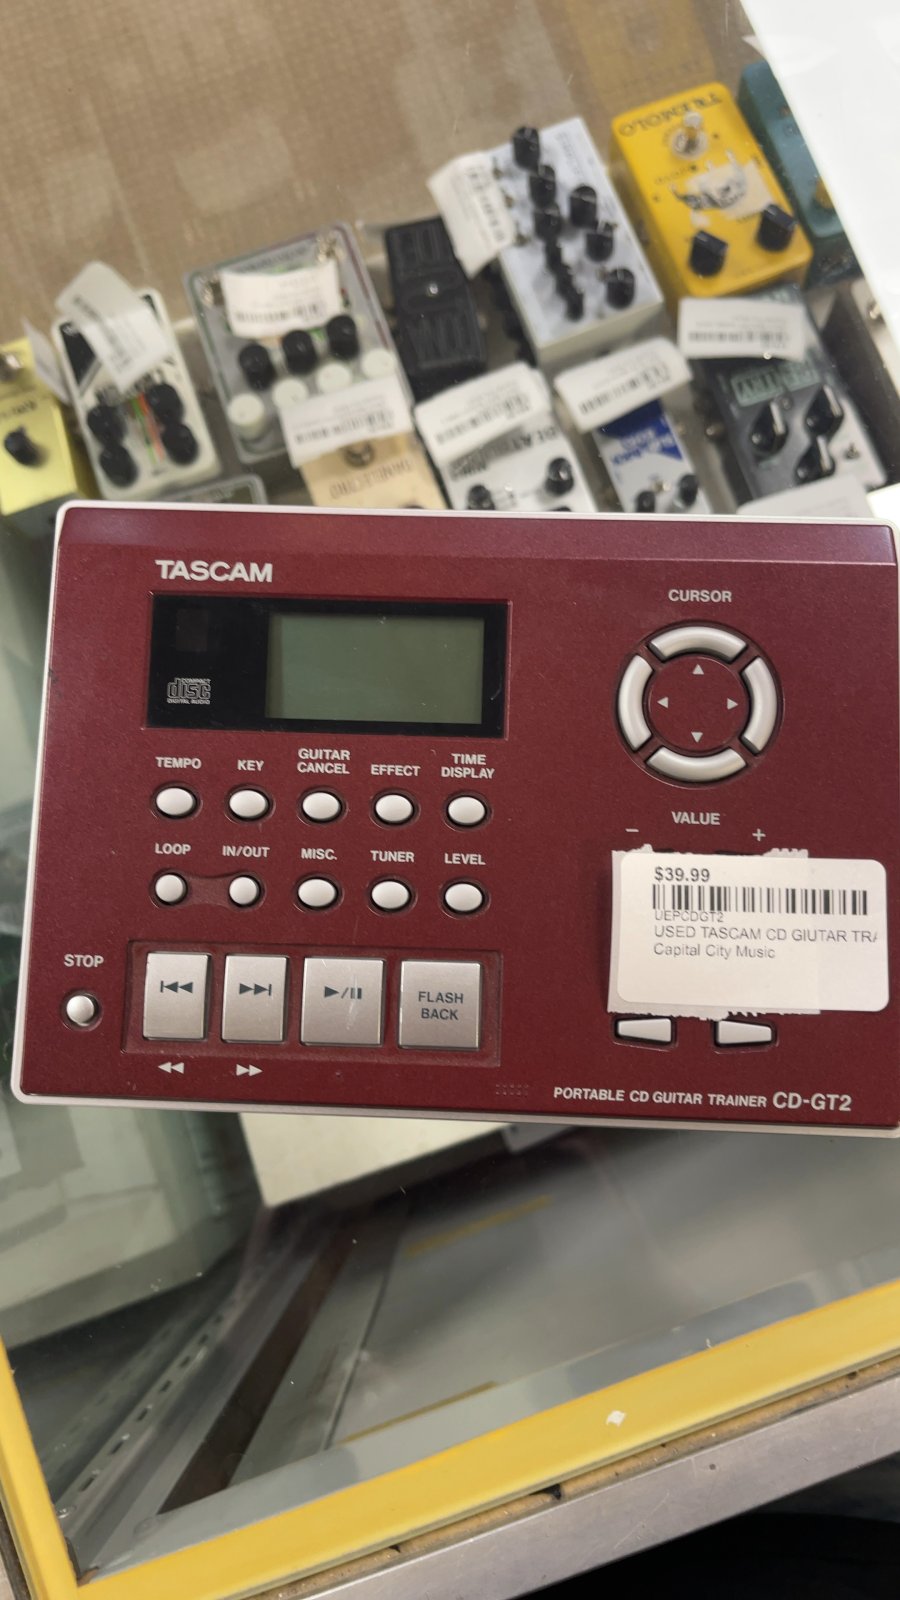 TREMOLO
TASCAM
COMPACT
disc
DIGITAL AUDIO
CURSOR
TEMPO
KEY
GUITAR
CANCEL
EFFECT
TIME
DISPLAY
LOOP
IN/OUT
MISC.
TUNER
LEVEL
VALUE
- +
$39.99
UEPCDGT2
USED TASCAM CD GIUTAR TRA
Capital City Music
STOP
FLASH
BACK
PORTABLE CD GUITAR TRAINER CD-GT2